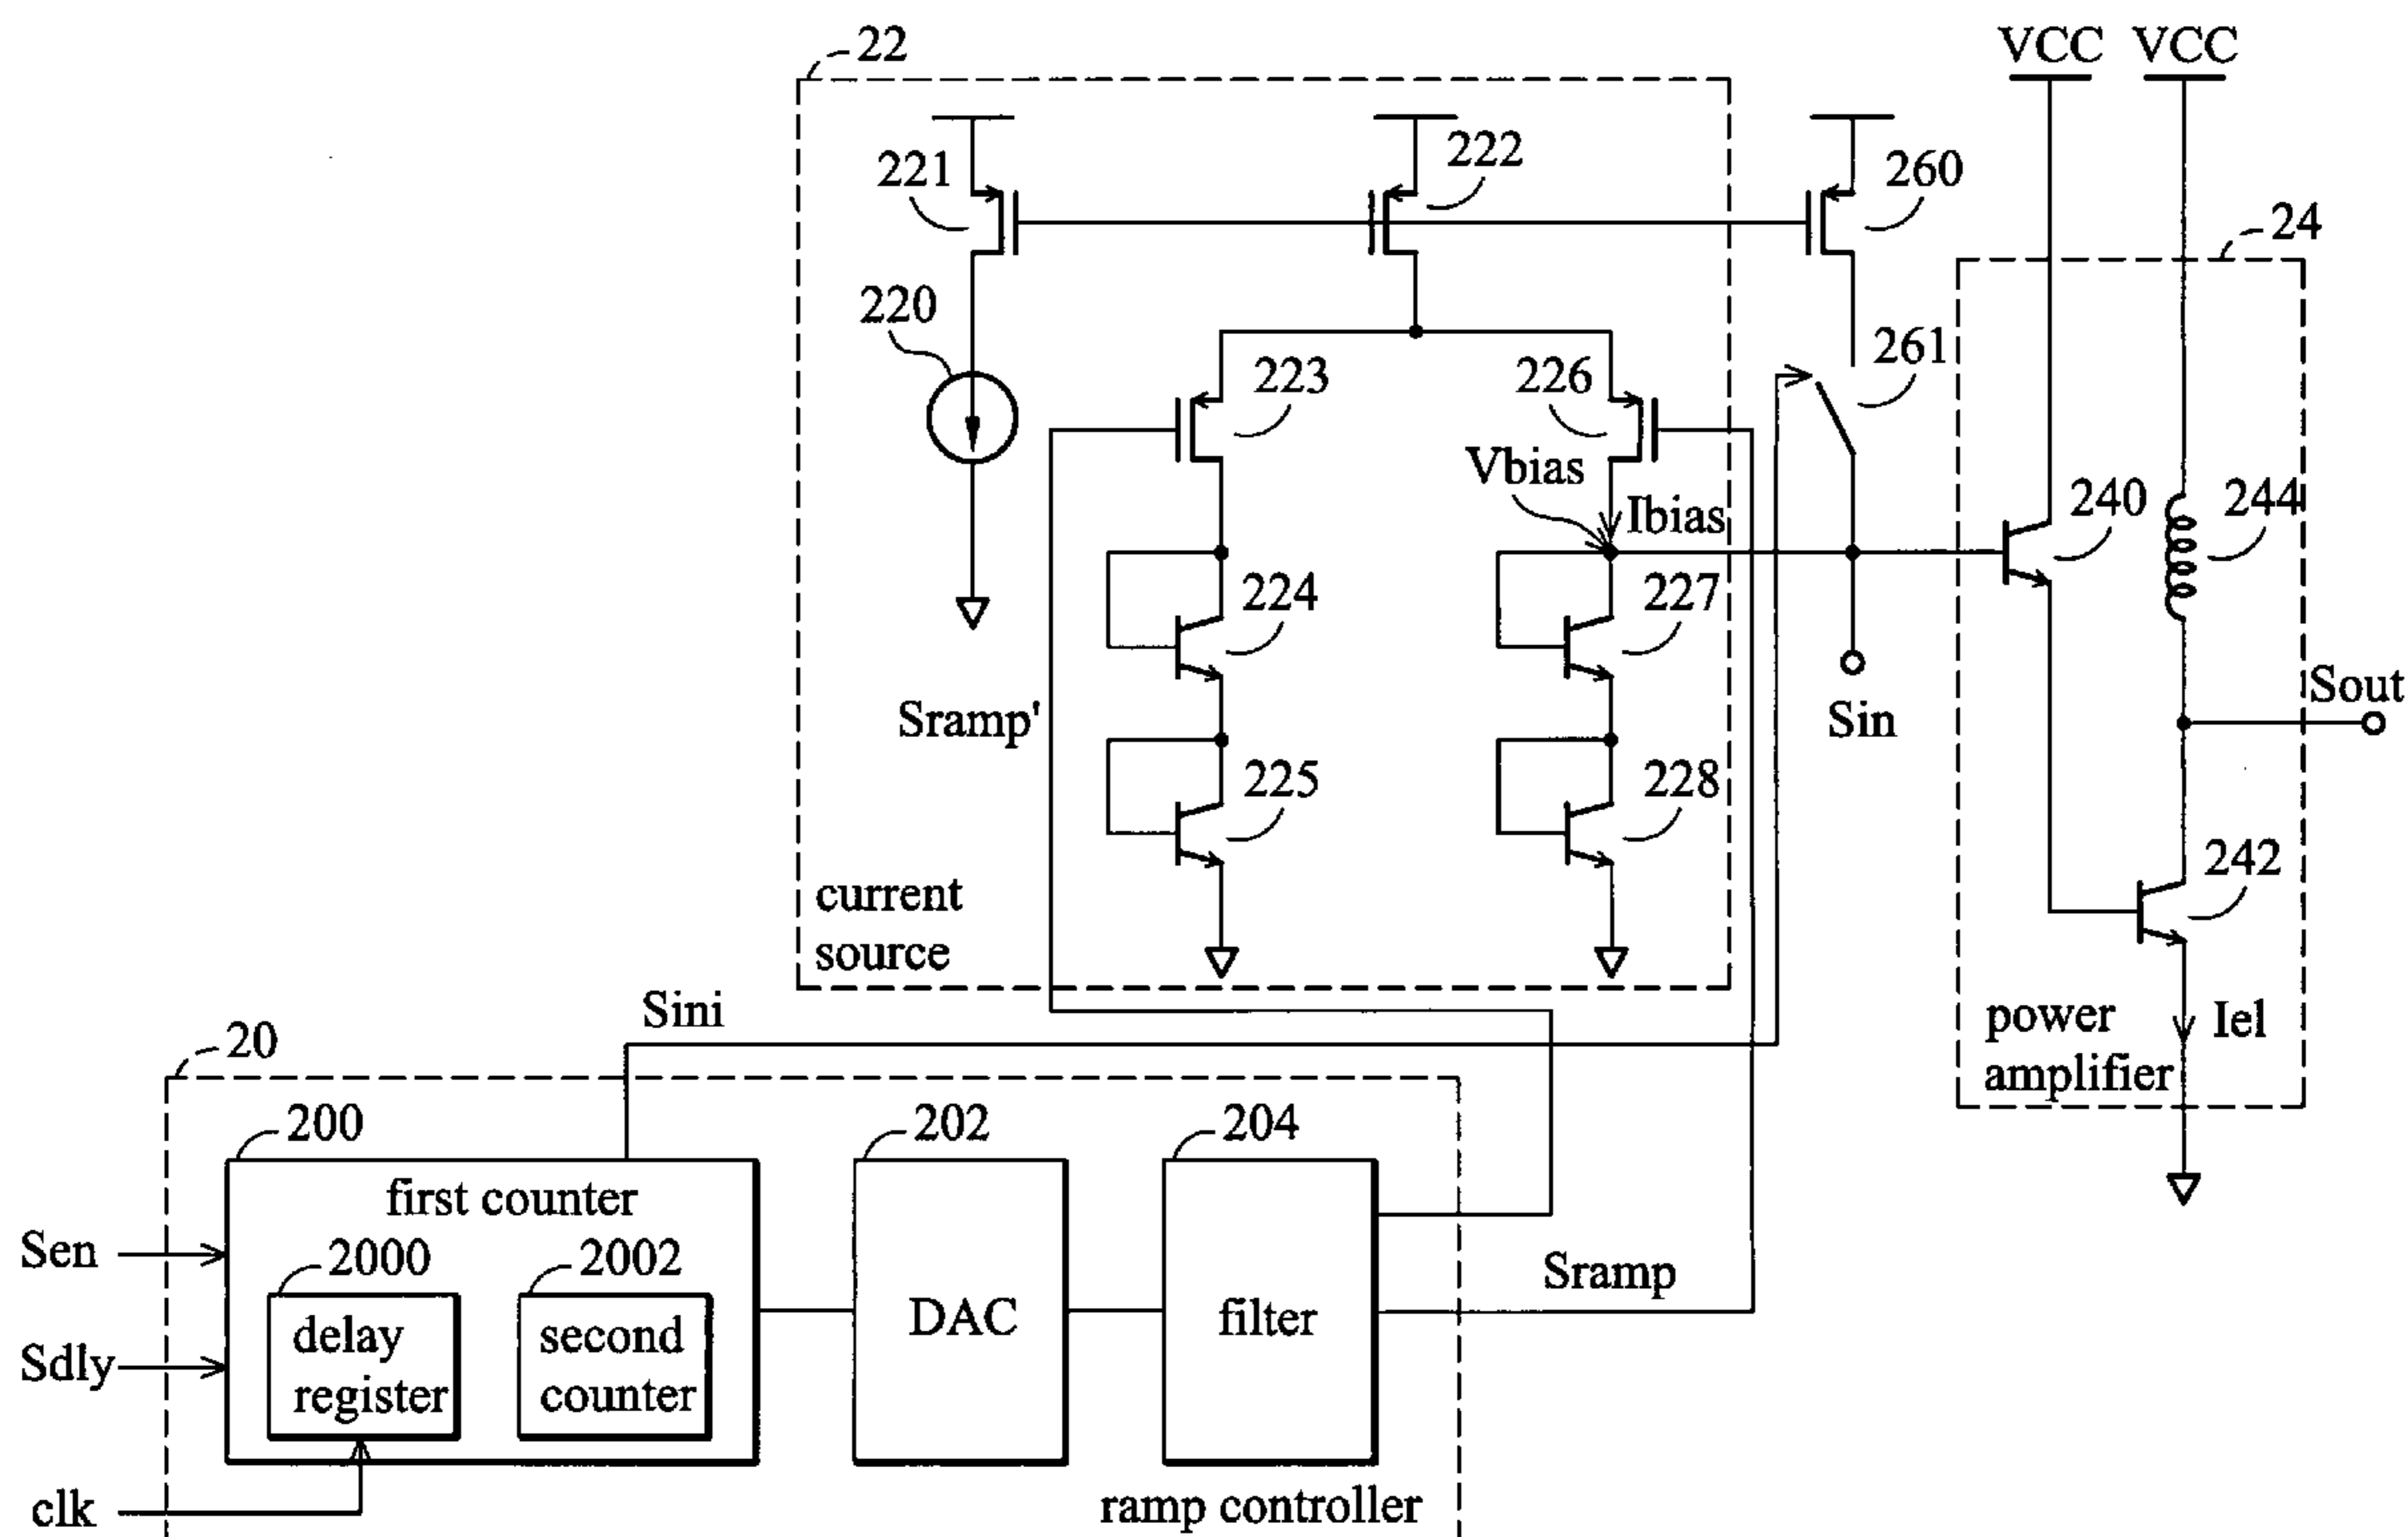 22
VCC
VCC
221
222
260
24
220
223
226
261
Vbias
Ibias
240
244
224
227
Sramp'
Sin
Sout
225
228
242
current
source
power
amplifier
Iel
Sini
20
200
202
204
first counter
Sen
2000
2002
Sramp
delay
register
second
counter
DAC
filter
Sdly
clk
ramp controller